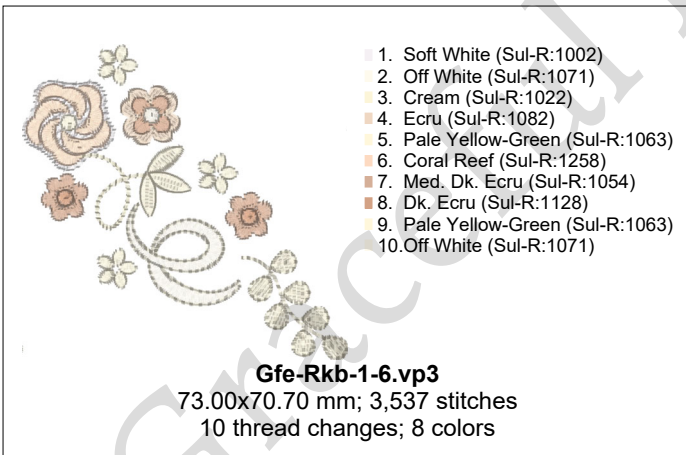 1. Soft White (Sul-R:1002)
2. Off White (Sul-R:1071)
3. Cream (Sul-R:1022)
4. Ecru (Sul-R:1082)
5. Pale Yellow-Green (Sul-R:1063)
6. Coral Reef (Sul-R:1258)
7. Med. Dk. Ecru (Sul-R:1054)
8. Dk. Ecru (Sul-R:1128)
9. Pale Yellow-Green (Sul-R:1063)
10.Off White (Sul-R:1071)
Gfe-Rkb-1-6.vp3
73.00x70.70 mm; 3,537 stitches
10 thread changes; 8 colors
Graceful